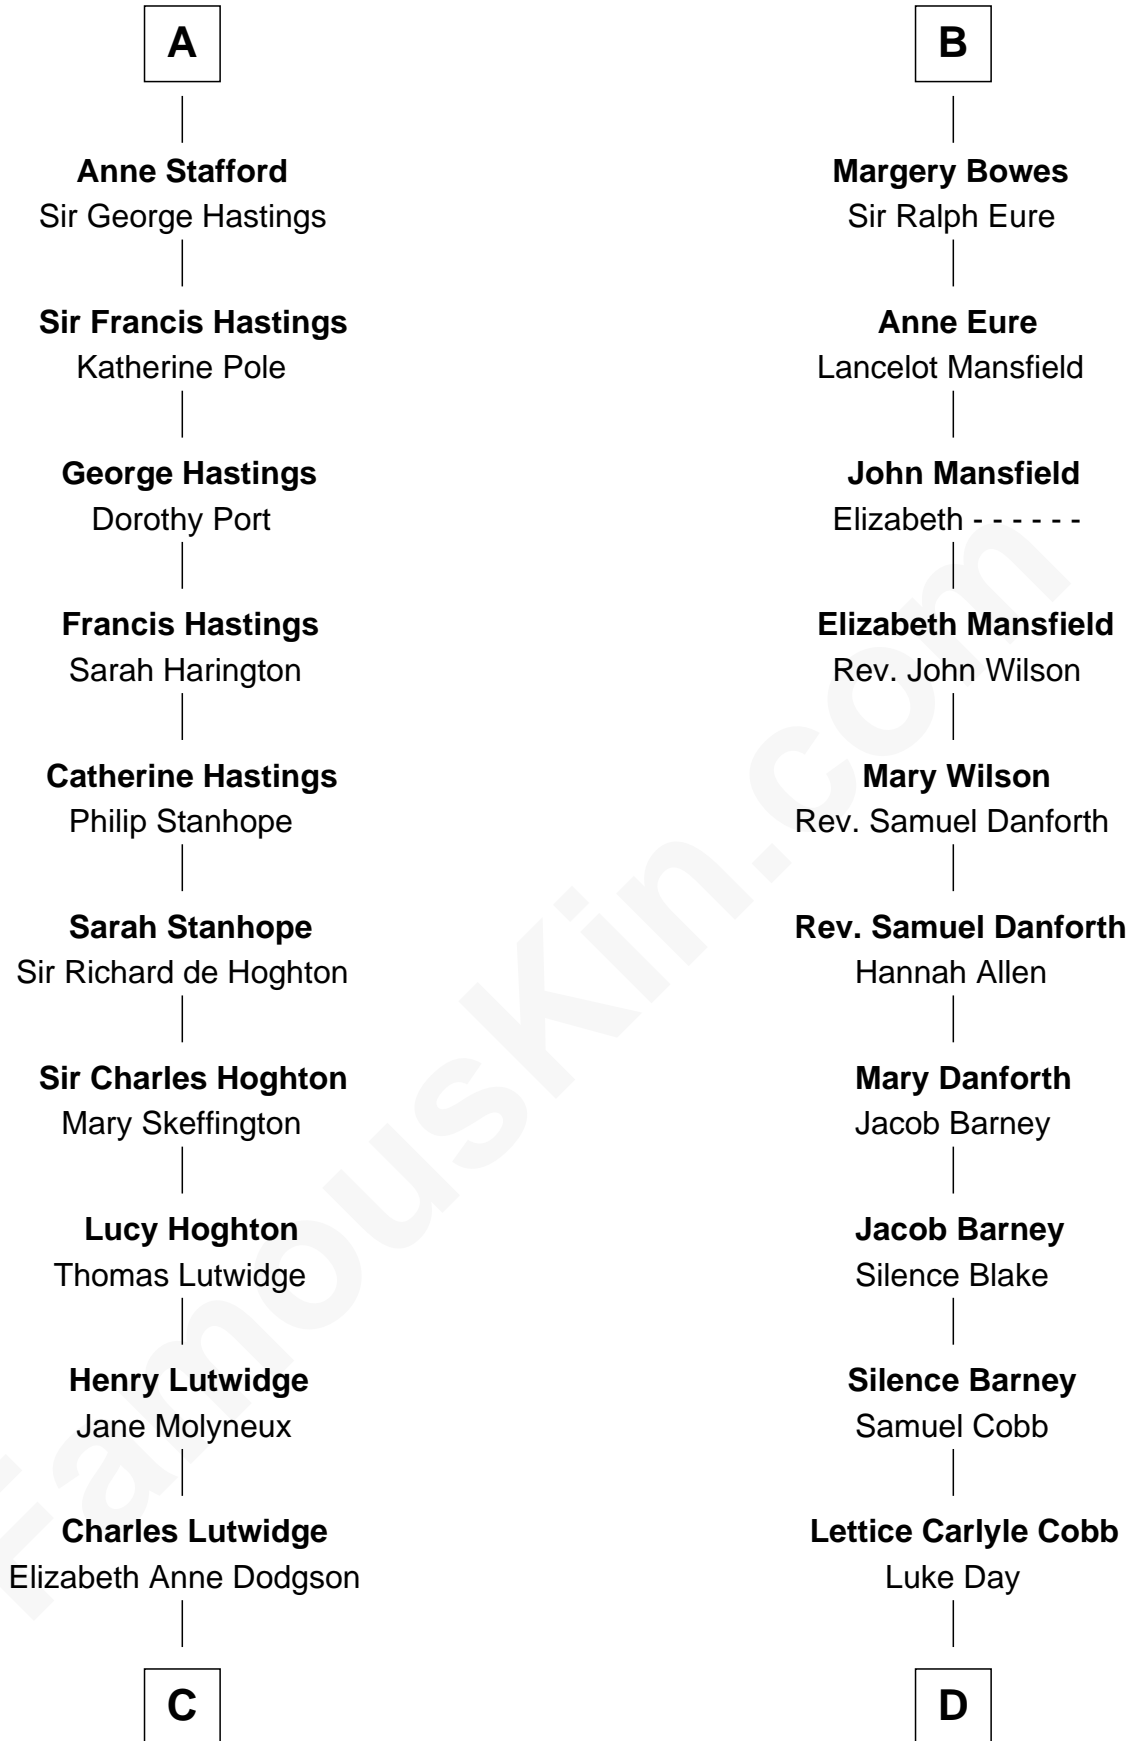 A
Anne Stafford
Sir George Hastings
Sir Francis Hastings
Katherine Pole
George Hastings
Dorothy Port
Francis Hastings
Sarah Harington
Catherine Hastings
Philip Stanhope
Sarah Stanhope
Sir Richard de Hoghton
Sir Charles Hoghton
Mary Skeffington
Lucy Hoghton
Thomas Lutwidge
Henry Lutwidge
Jane Molyneux
Charles Lutwidge
Elizabeth Anne Dodgson
C
B
Margery Bowes
Sir Ralph Eure
Anne Eure
Lancelot Mansfield
John Mansfield
Elizabeth - - - - - -
Elizabeth Mansfield
Rev. John Wilson
Mary Wilson
Rev. Samuel Danforth
Rev. Samuel Danforth
Hannah Allen
Mary Danforth
Jacob Barney
Jacob Barney
Silence Blake
Silence Barney
Samuel Cobb
Lettice Carlyle Cobb
Luke Day
D
FamousKin.com